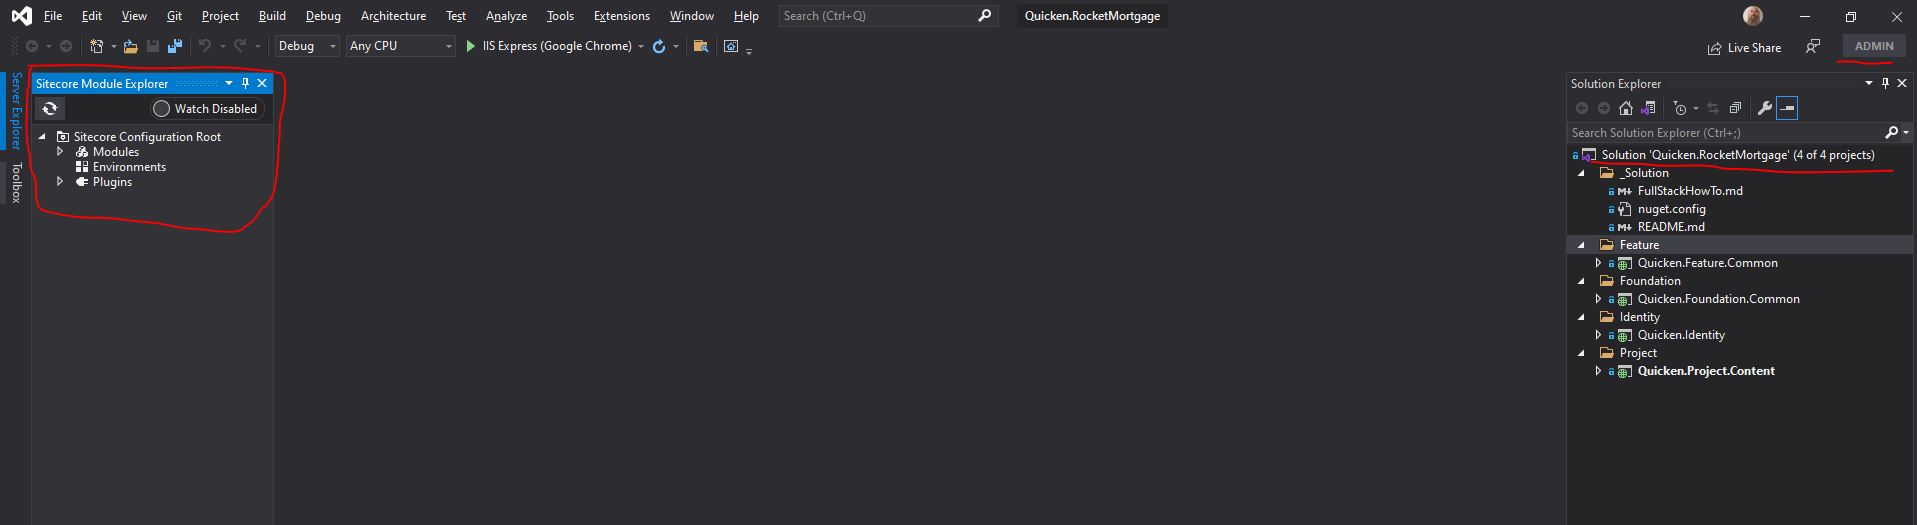 File Edit View Git Project Build Debug Architecture Test Analyze Tools Extensions Window Help Search (Ctrl+Q) Quicken.RocketMortgage
Debug Any CPU IIS Express (Google Chrome) Live Share ADMIN
Server Explorer
Toolbox
Sitecore Module Explorer
Watch Disabled
Sitecore Configuration Root
Modules
Environments
Plugins
Solution Explorer
Search Solution Explorer (Ctrl+;)
Solution 'Quicken.RocketMortgage' (4 of 4 projects)
_Solution
FullStackHowTo.md
nuget.config
README.md
Feature
Quicken.Feature.Common
Foundation
Quicken.Foundation.Common
Identity
Quicken.Identity
Project
Quicken.Project.Content